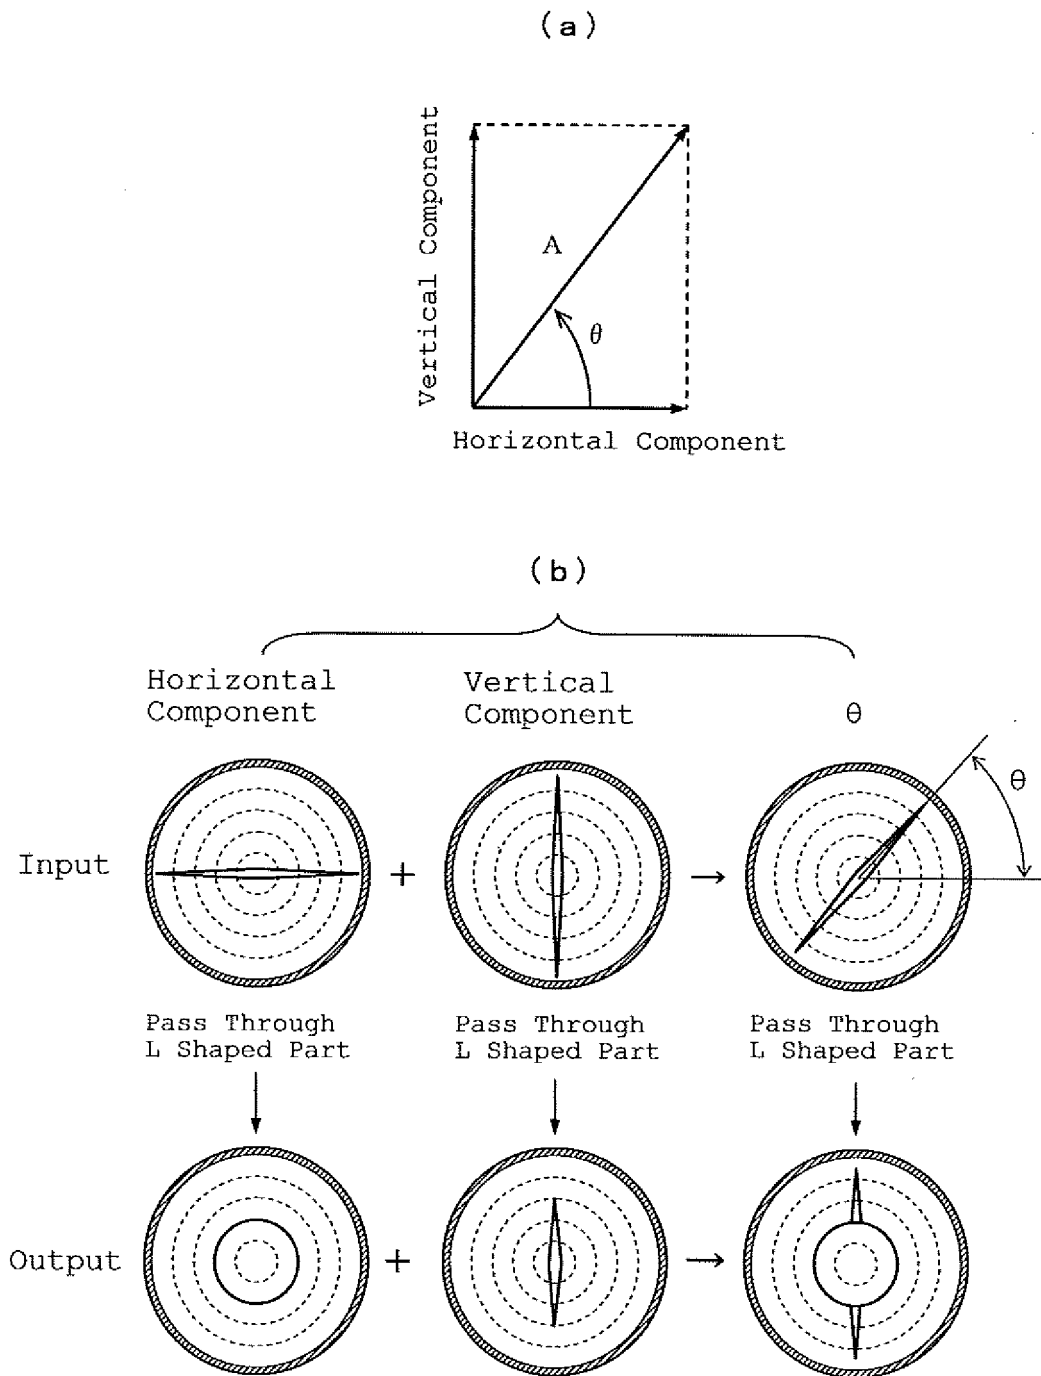 (a)
Vertical Component
A
θ
Horizontal Component
(b)
Horizontal
Component
Vertical
Component
θ
θ
Input
+
→
Pass Through
L Shaped Part
Pass Through
L Shaped Part
Pass Through
L Shaped Part
Output
+
→